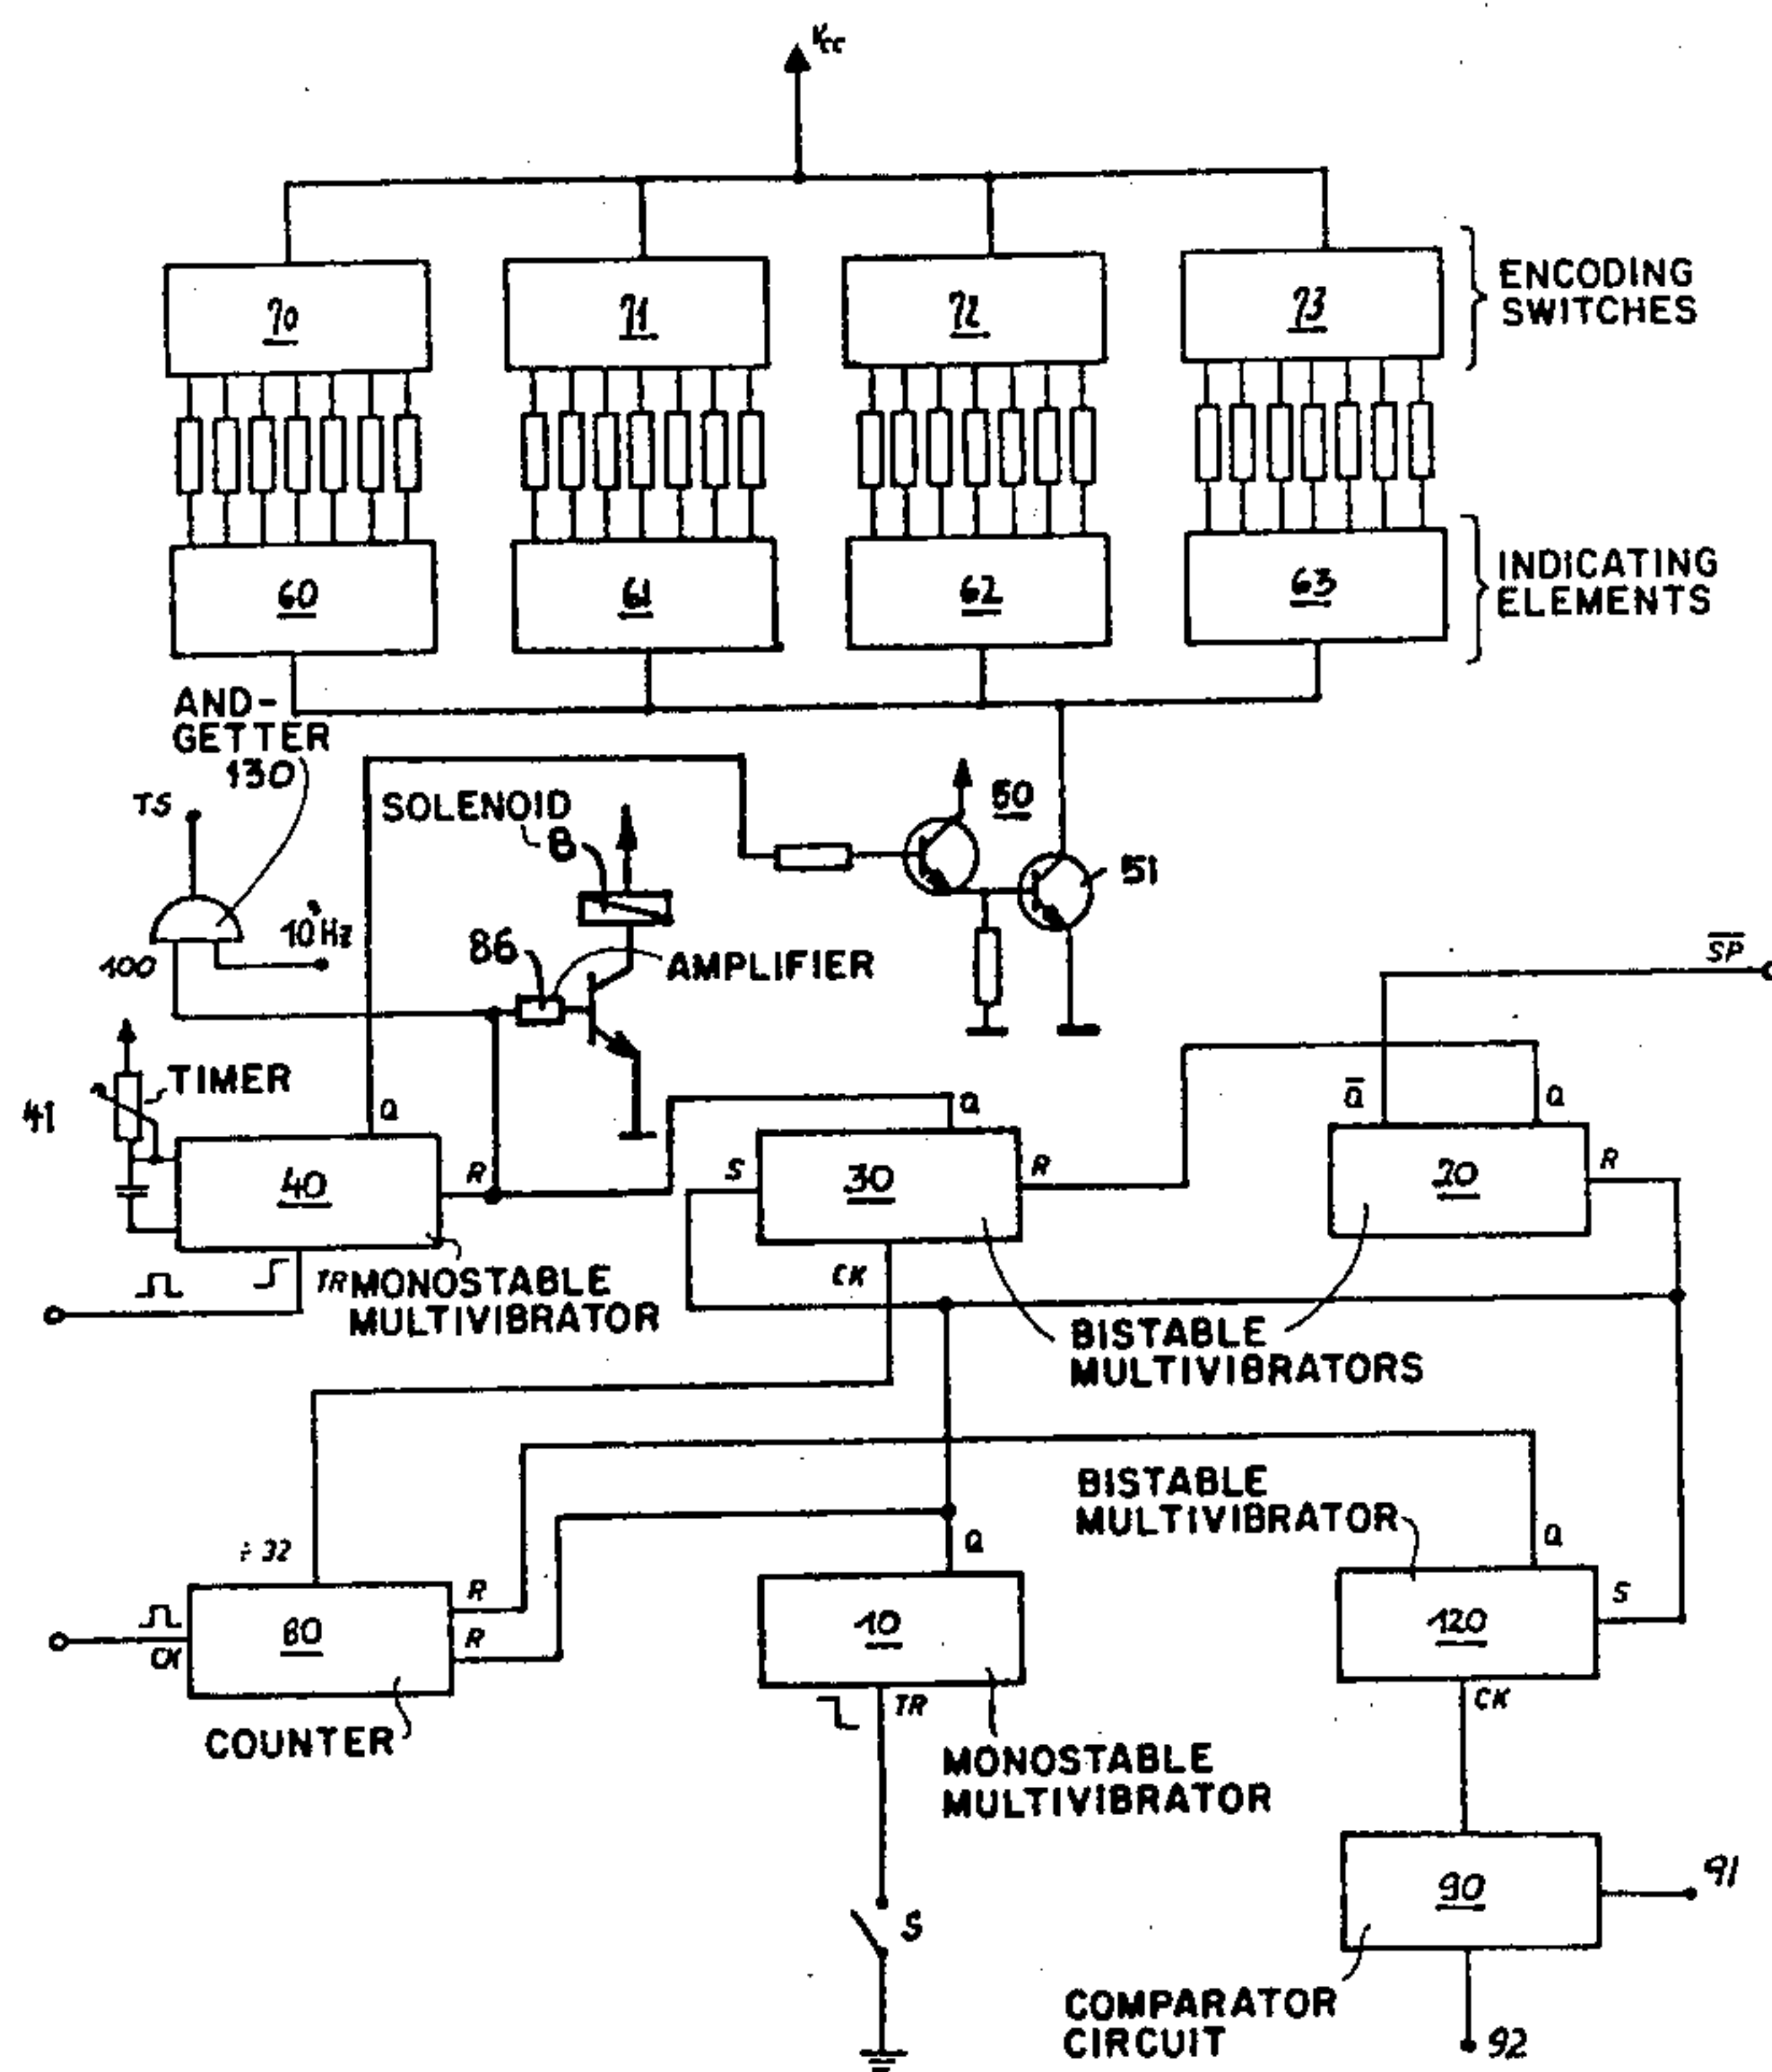 Vcc
70
71
72
73
ENCODING
SWITCHES
60
61
62
63
INDICATING
ELEMENTS
AND-
GETTER
130
TS
SOLENOID
8
50
51
100
10 Hz
86
AMPLIFIER
SP
41
TIMER
Q
Q
Q
Q
40
R
S
30
R
20
R
TR
MONOSTABLE
MULTIVIBRATOR
CK
BISTABLE
MULTIVIBRATORS
BISTABLE
MULTIVIBRATOR
÷ 32
Q
Q
CK
80
R
R
10
120
S
COUNTER
TR
CK
MONOSTABLE
MULTIVIBRATOR
S
90
91
COMPARATOR
CIRCUIT
92